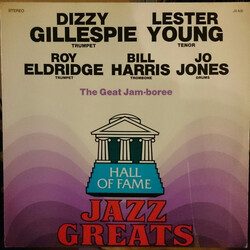 STEREO
DIZZY LESTER
GILLESPIE YOUNG
TRUMPET TENOR
ROY BILL JO
ELDRIDGE HARRIS JONES
TRUMPET TROMBONE DRUMS
The Geat Jam-boree
HALL OF
FAME
JAZZ
GREATS